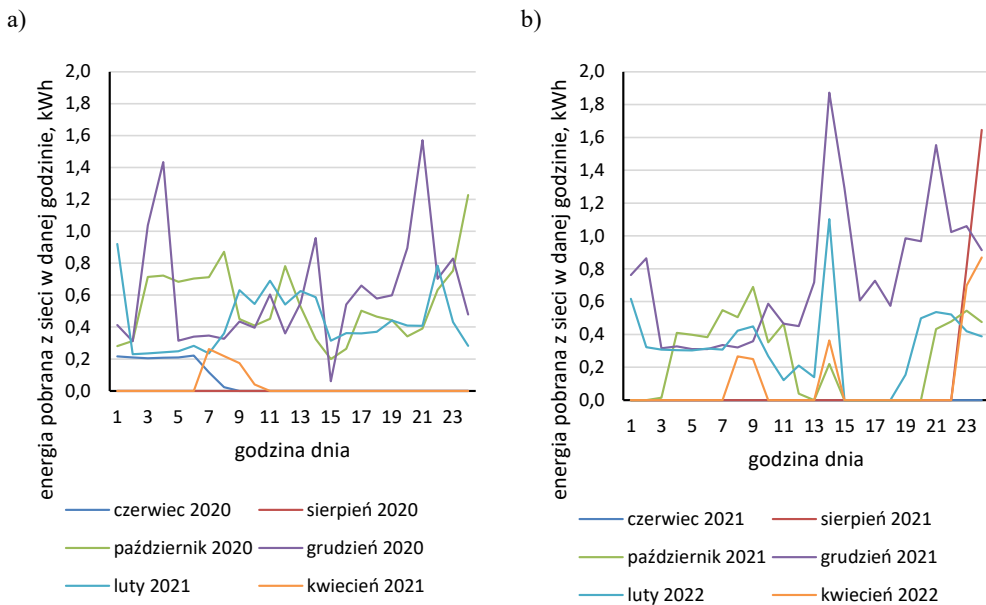 a)
energia pobrana z sieci w danej godzinie, kWh
2,0
1,8
1,6
1,4
1,2
1,0
0,8
0,6
0,4
0,2
0,0
1 3 5 7 9 11 13 15 17 19 21 23
godzina dnia
czerwiec 2020 sierpień 2020
październik 2020 grudzień 2020
luty 2021 kwiecień 2021
b)
energia pobrana z sieci w danej godzinie, kWh
2,0
1,8
1,6
1,4
1,2
1,0
0,8
0,6
0,4
0,2
0,0
1 3 5 7 9 11 13 15 17 19 21 23
godzina dnia
czerwiec 2021 sierpień 2021
październik 2021 grudzień 2021
luty 2022 kwiecień 2022